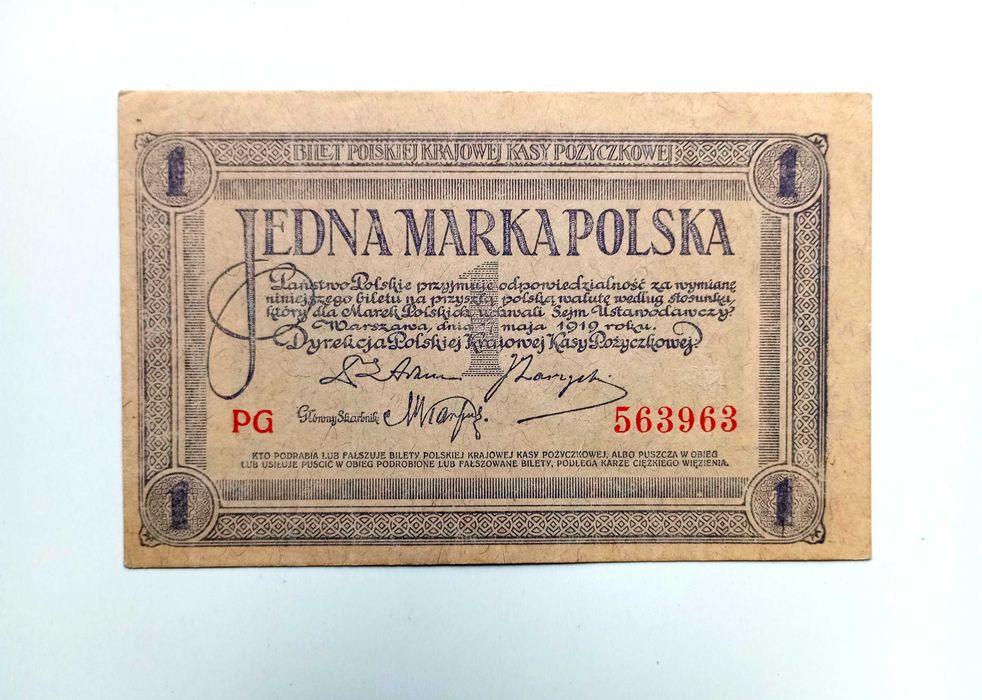 1 BILET POLSKIEJ KRAJOWEJ KASY POŻYCZKOWEJ 1
JEDNA MARKA POLSKA
1
Państwo Polskie przyjmuje odpowiedzialność za wymianę
niniejszego biletu na przyszłą polską walutę według stosunku,
który dla Marek Polskich uchwali Sejm Ustawodawczy.
Warszawa, dnia maja 1919 roku.
Dyrekcja Polskiej Krajowej Kasy Pożyczkowej
PG Główny Skarbnik 563963
KTO PODRABIA LUB FAŁSZUJE BILETY POLSKIEJ KRAJOWEJ KASY POŻYCZKOWEJ, ALBO PUSZCZA W OBIEG
LUB USIŁUJE PUŚCIĆ W OBIEG PODROBIONE LUB FAŁSZOWANE BILETY, PODLEGA KARZE CIĘŻKIEGO WIĘZIENIA.
1 1